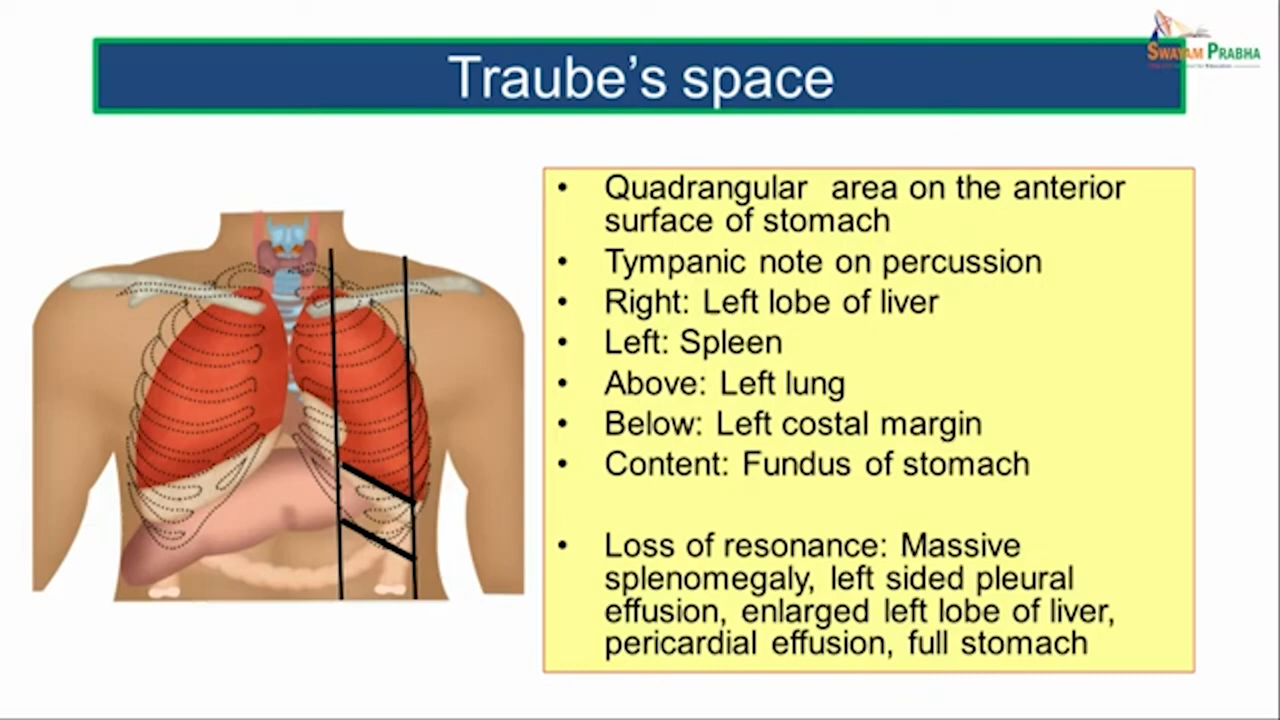 SWAYAM PRABHA
Traube's space
• Quadrangular area on the anterior
surface of stomach
• Tympanic note on percussion
• Right: Left lobe of liver
• Left: Spleen
• Above: Left lung
• Below: Left costal margin
• Content: Fundus of stomach
• Loss of resonance: Massive
splenomegaly, left sided pleural
effusion, enlarged left lobe of liver,
pericardial effusion, full stomach